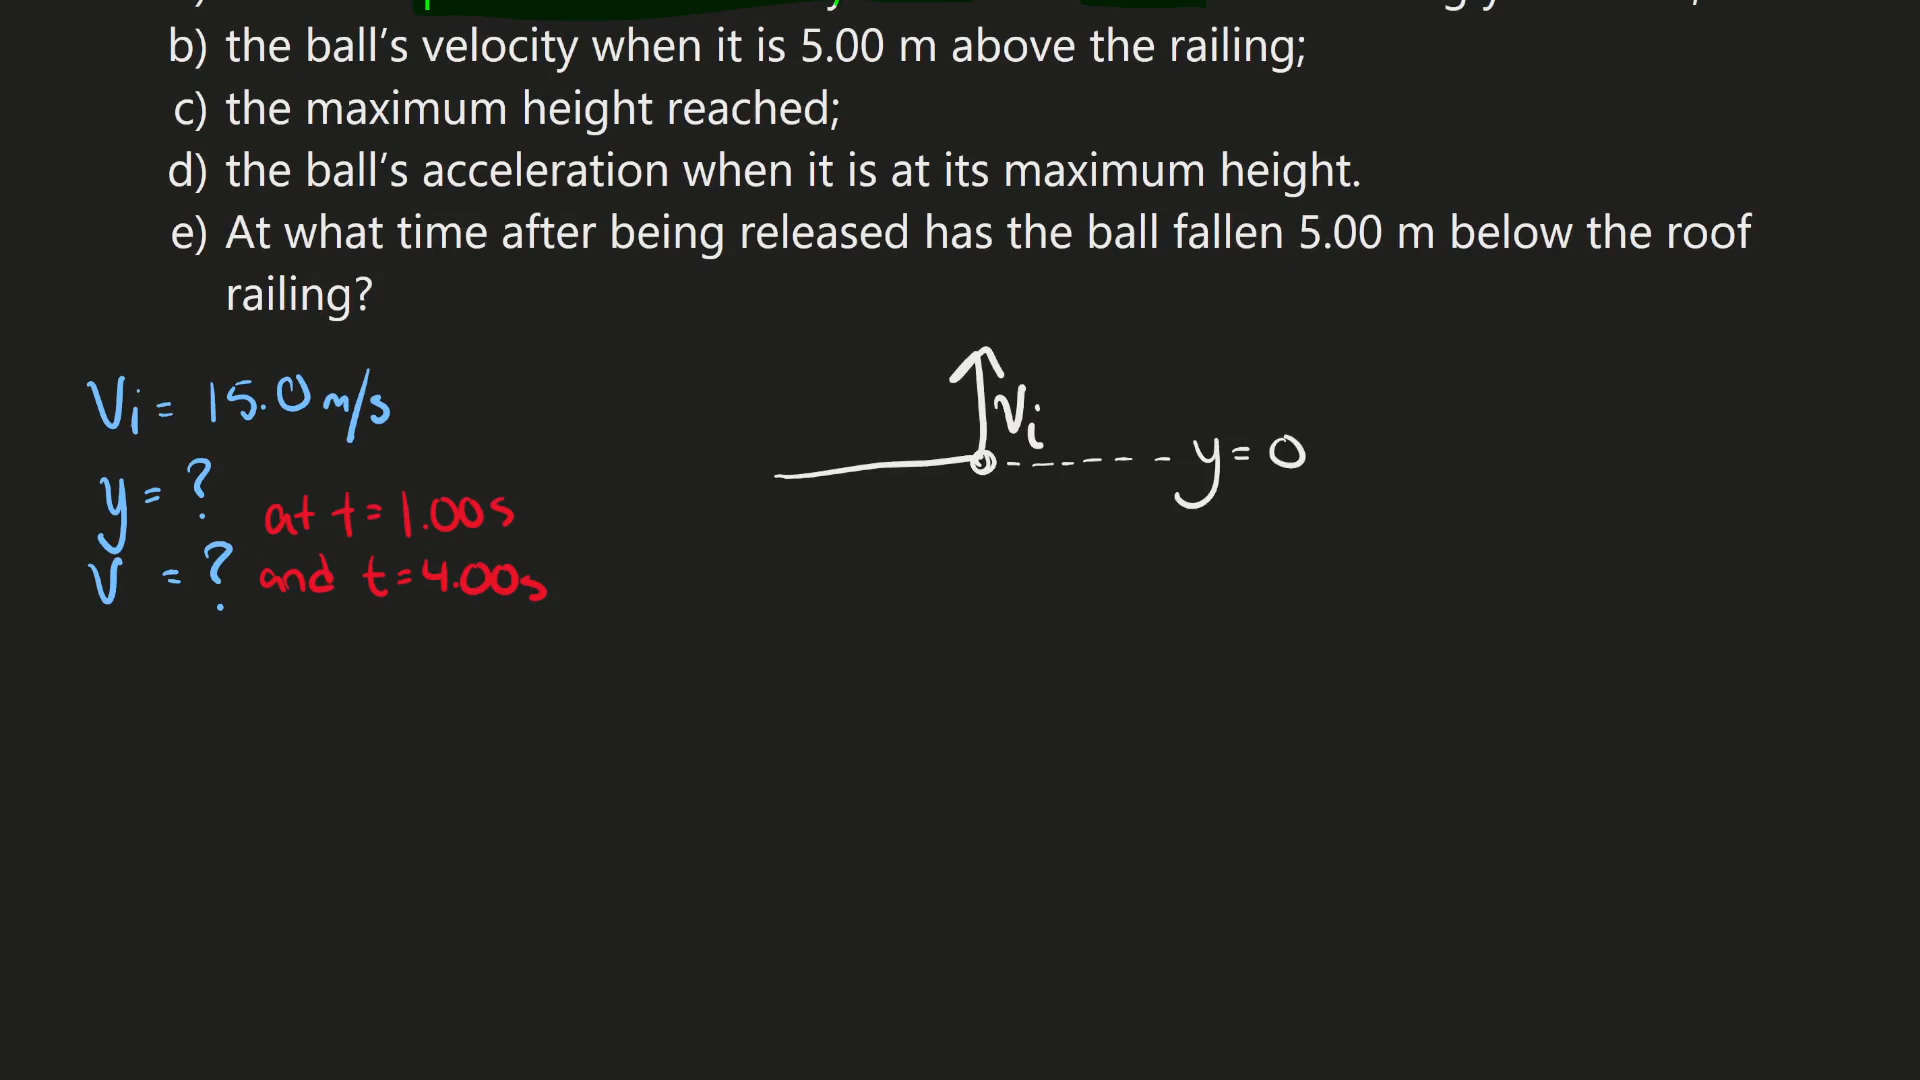 b) the ball's velocity when it is 5.00 m above the railing;
c) the maximum height reached;
d) the ball's acceleration when it is at its maximum height.
e) At what time after being released has the ball fallen 5.00 m below the roof
railing?
Vi = 15.0 m/s
Vi
y = 0
y = ?
at t = 1.00s
v = ? and t = 4.00s